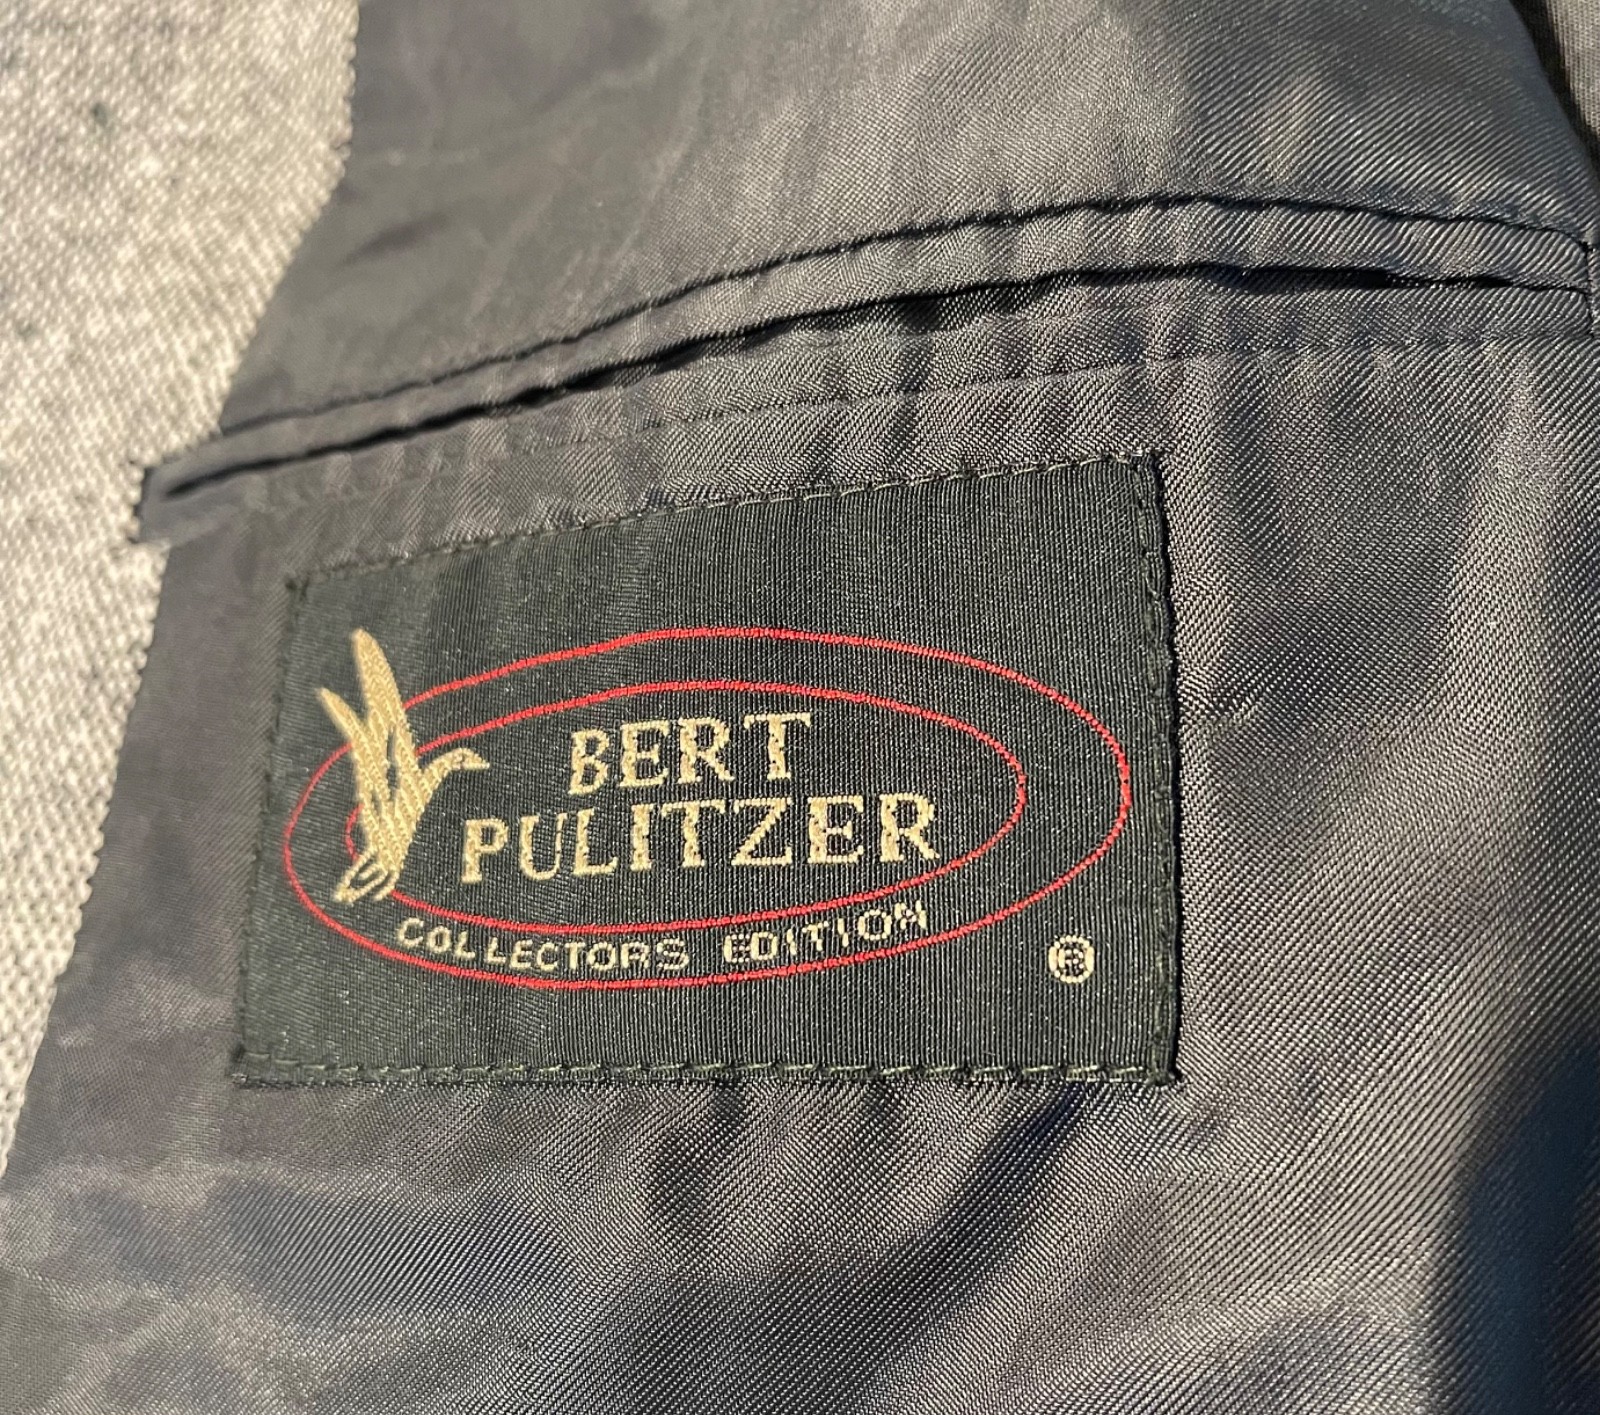 BERT
PULITZER
COLLECTORS EDITION
®